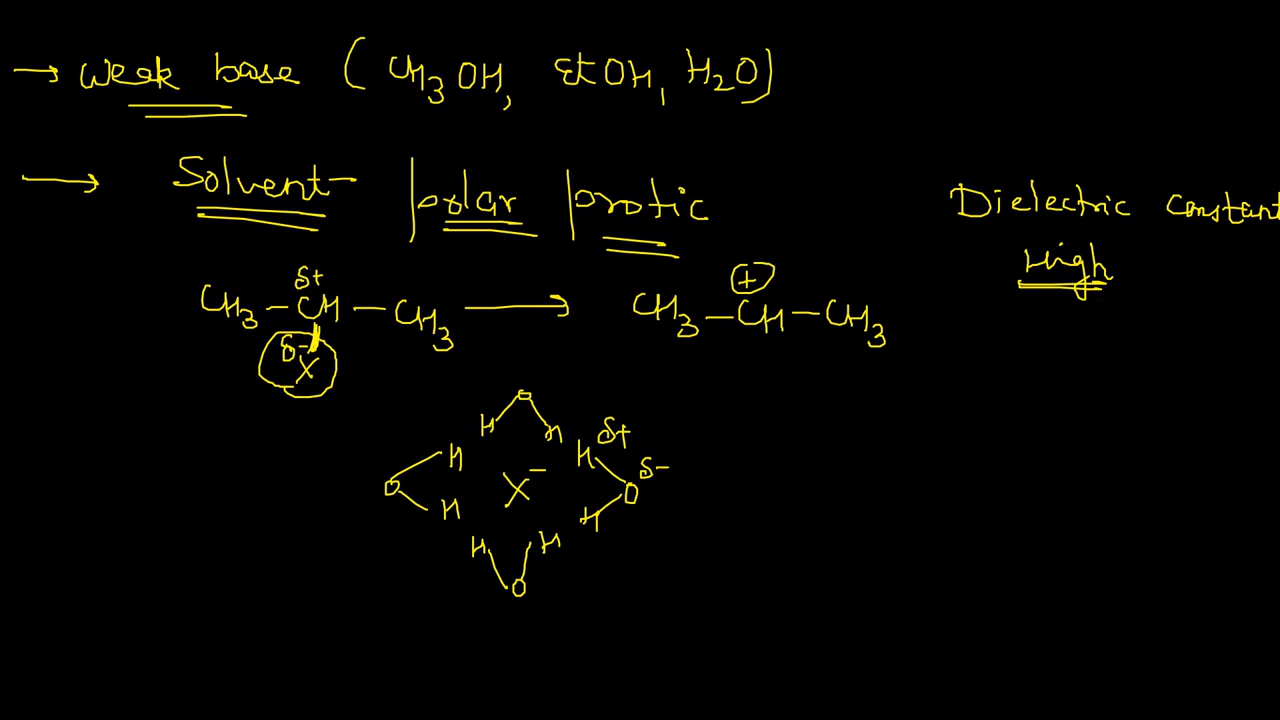 → Weak base (CH3OH, EtOH, H2O)
→ Solvent- |polar |protic
Dielectric constant
High
δ+
CH3 - CH - CH3 → CH3 - CH - CH3
+
δ-
X
O
H H
H H δ+
O X- O δ-
H H
H H
O